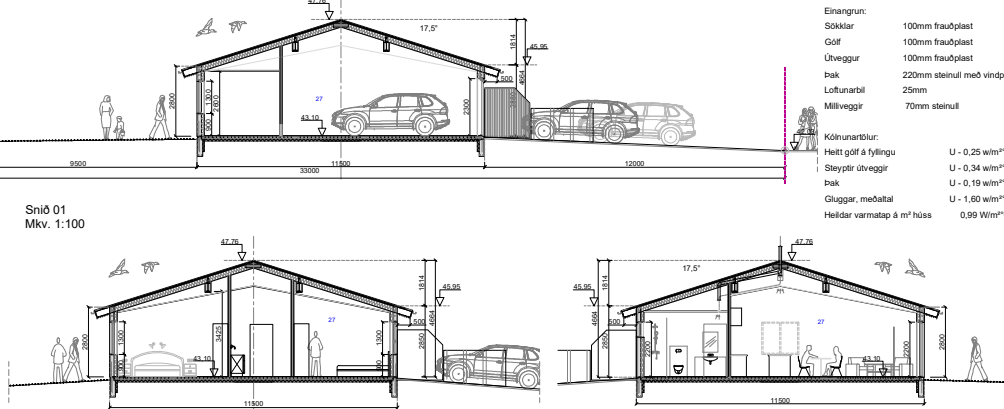 47.76
17,5°
1814
45.95
4664
500
2800
1300
2600
900
27
43.10
2300
9500
11500
12000
33000
Einangrun:
Sökklar 100mm frauðplast
Gólf 100mm frauðplast
Útveggur 100mm frauðplast
Þak 220mm steinull með vindp
Loftunarbil 25mm
Milliveggir 70mm steinull
Kólnunartölur:
Heitt gólf á fyllingu U - 0,25 w/m²°
Steyptir útveggir U - 0,34 w/m²°
Þak U - 0,19 w/m²°
Gluggar, meðaltal U - 1,60 w/m²°
Heildar varmatap á m² húss 0,99 W/m²°
Snið 01
Mkv. 1:100
47.76
1814
45.95
4664
500
2800
1300
3425
27
1300
2850
43.10
11500
47.76
17,5°
1814
45.95
4664
500
2850
2200
27
2200
2800
43.10
11500